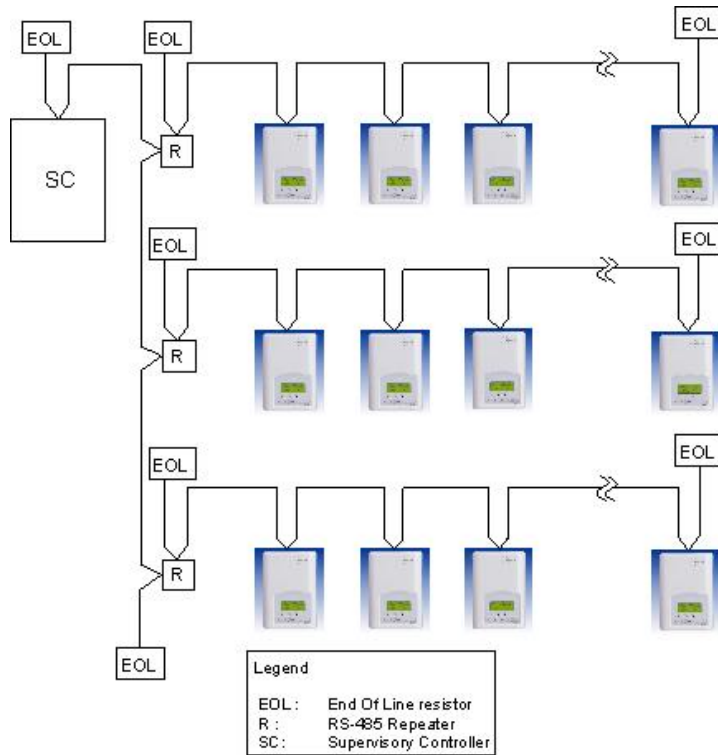 EOL
EOL
EOL
SC
R
EOL
EOL
R
EOL
EOL
R
EOL
Legend
EOL : End Of Line resistor
R : RS-485 Repeater
SC: Supervisory Controller